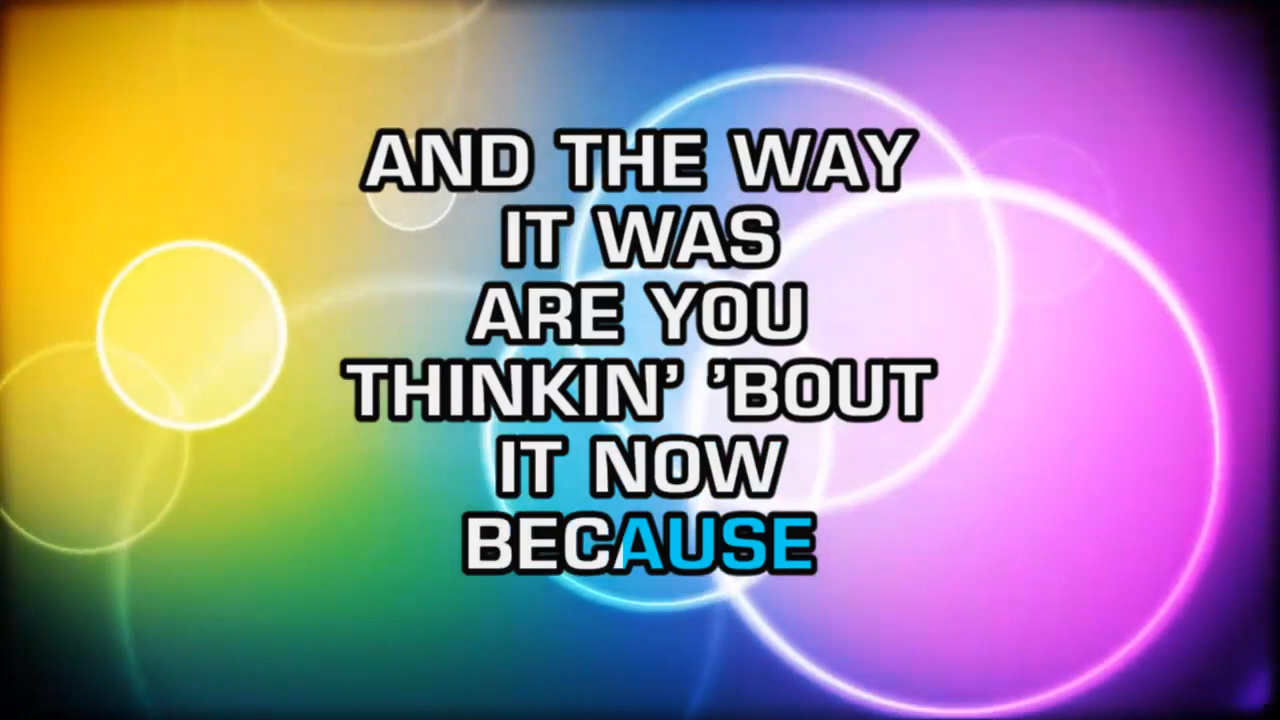 AND THE WAY
IT WAS
ARE YOU
THINKIN’ ’BOUT
IT NOW
BECAUSE